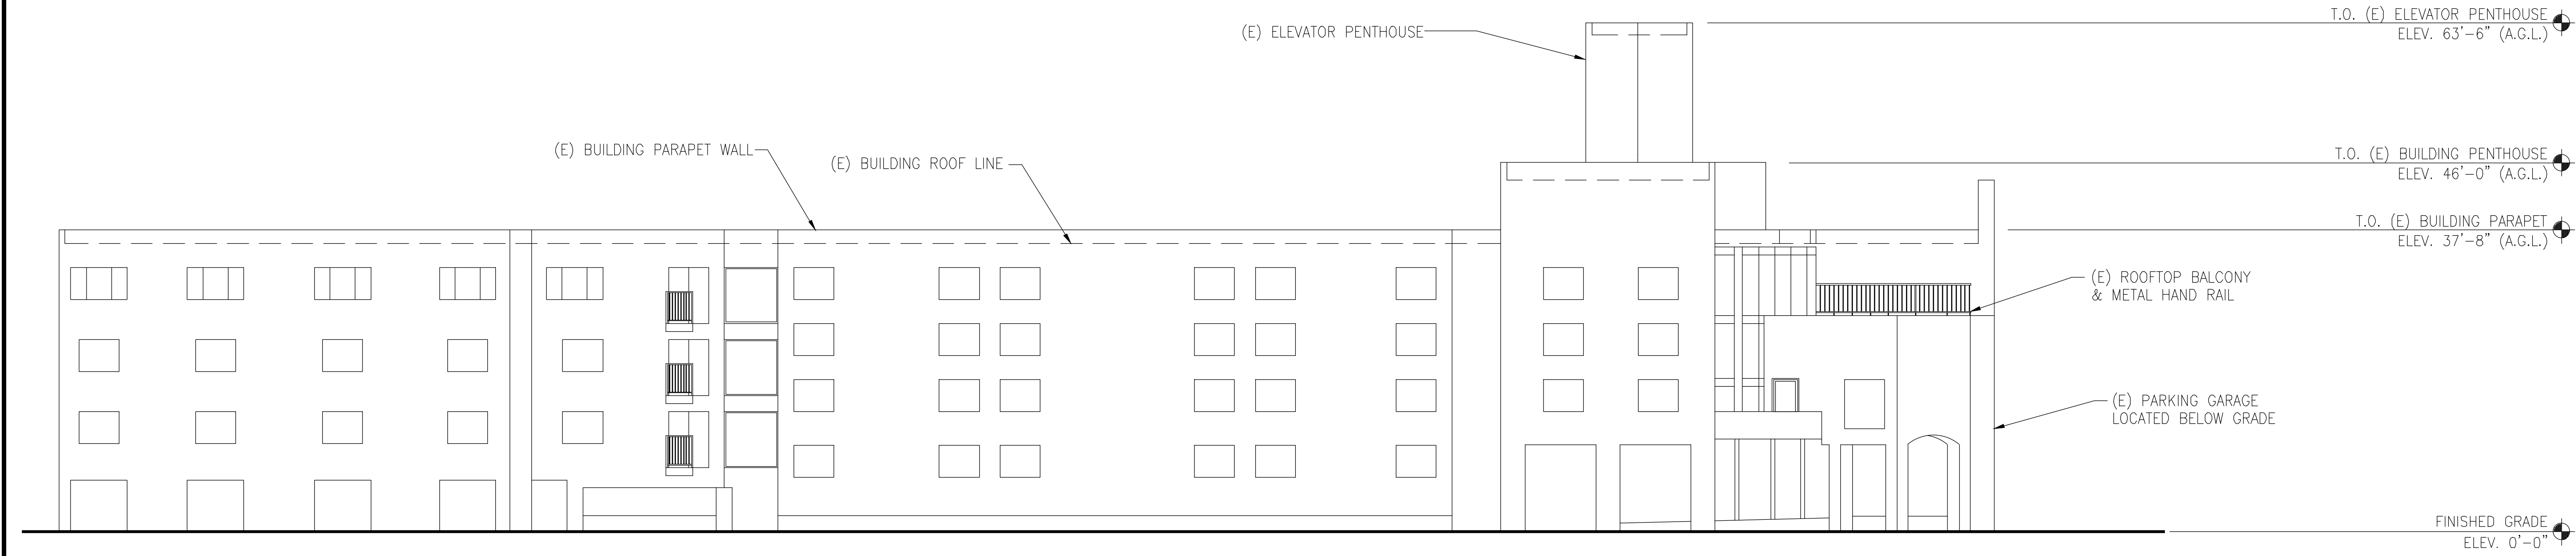 T.O. (E) ELEVATOR PENTHOUSE
ELEV. 63'-6" (A.G.L.)
(E) ELEVATOR PENTHOUSE
(E) BUILDING PARAPET WALL
(E) BUILDING ROOF LINE
T.O. (E) BUILDING PENTHOUSE
ELEV. 46'-0" (A.G.L.)
T.O. (E) BUILDING PARAPET
ELEV. 37'-8" (A.G.L.)
(E) ROOFTOP BALCONY
& METAL HAND RAIL
(E) PARKING GARAGE
LOCATED BELOW GRADE
FINISHED GRADE
ELEV. 0'-0"